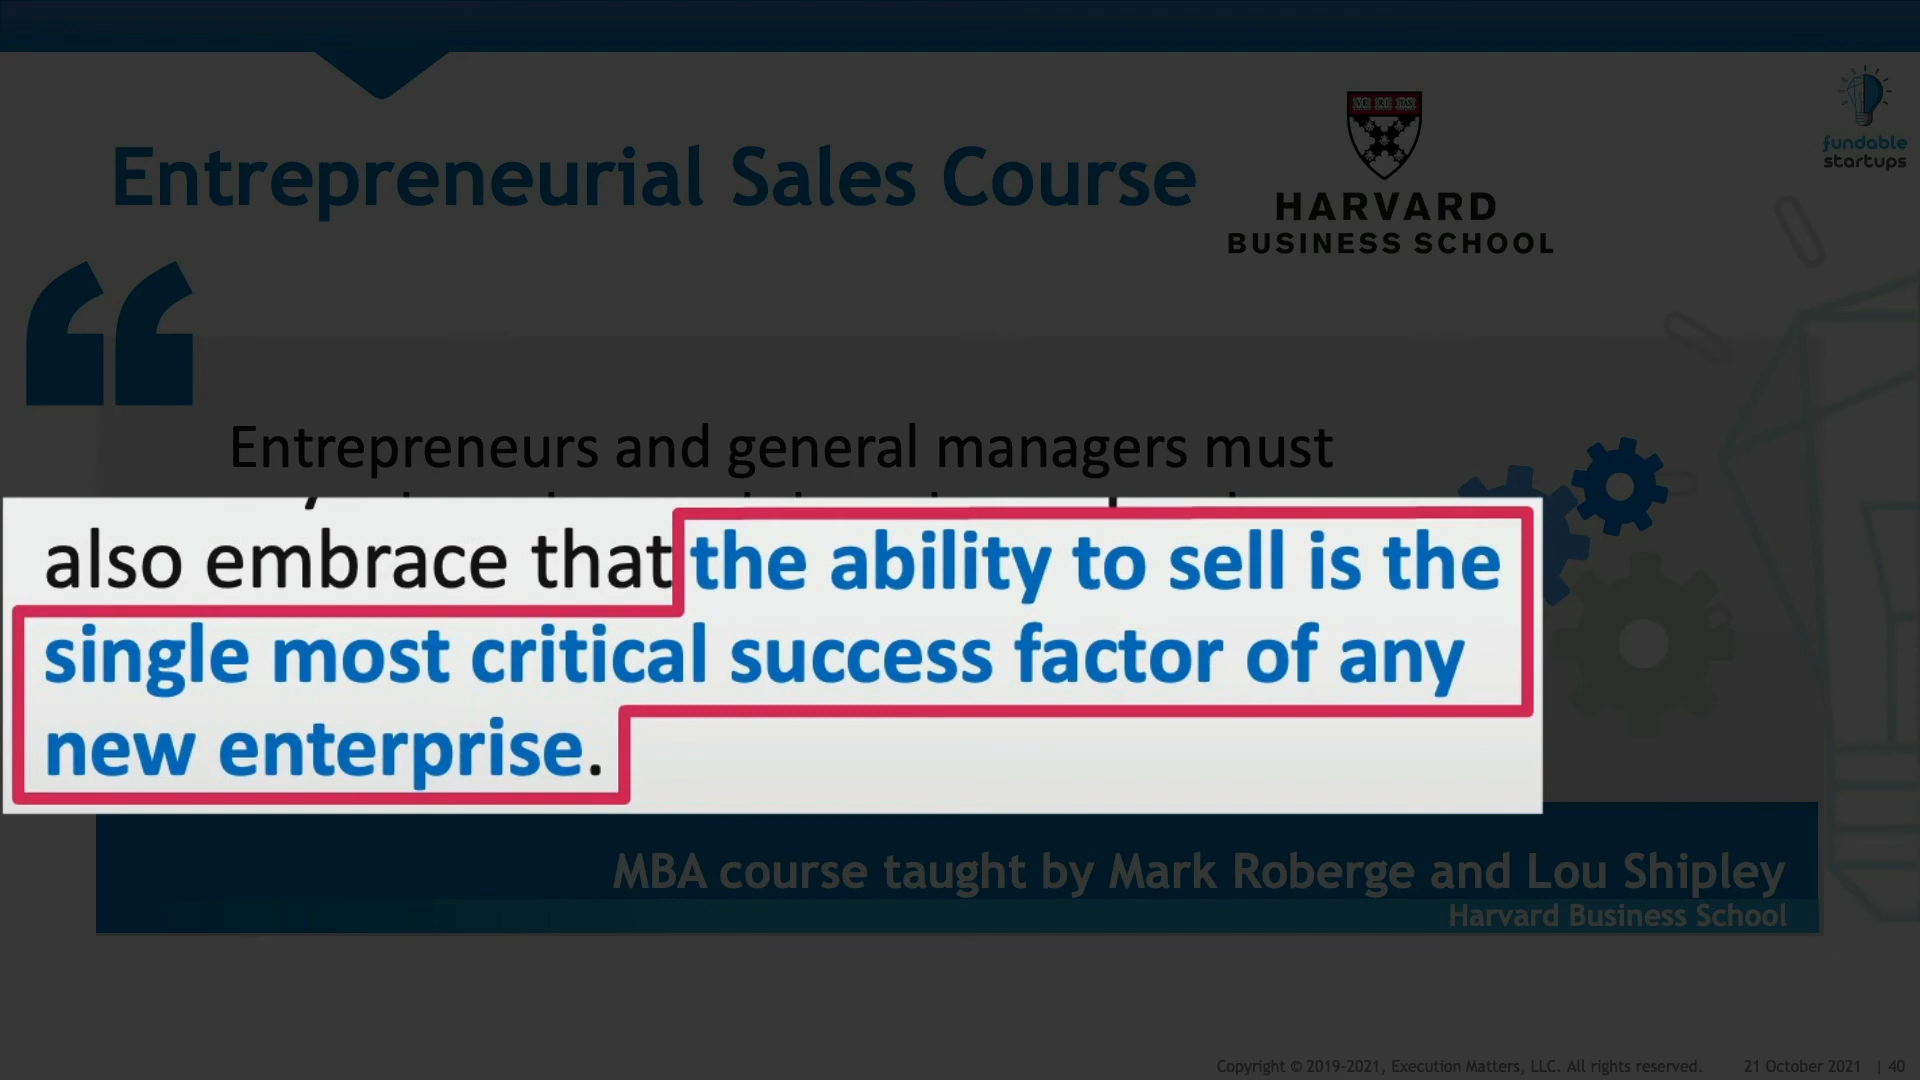 Entrepreneurial Sales Course
HARVARD
BUSINESS SCHOOL
fundable
startups
Entrepreneurs and general managers must
also embrace that the ability to sell is the
single most critical success factor of any
new enterprise.
MBA course taught by Mark Roberge and Lou Shipley
Harvard Business School
Copyright © 2019-2021, Execution Matters, LLC. All rights reserved. 21 October 2021 | 40